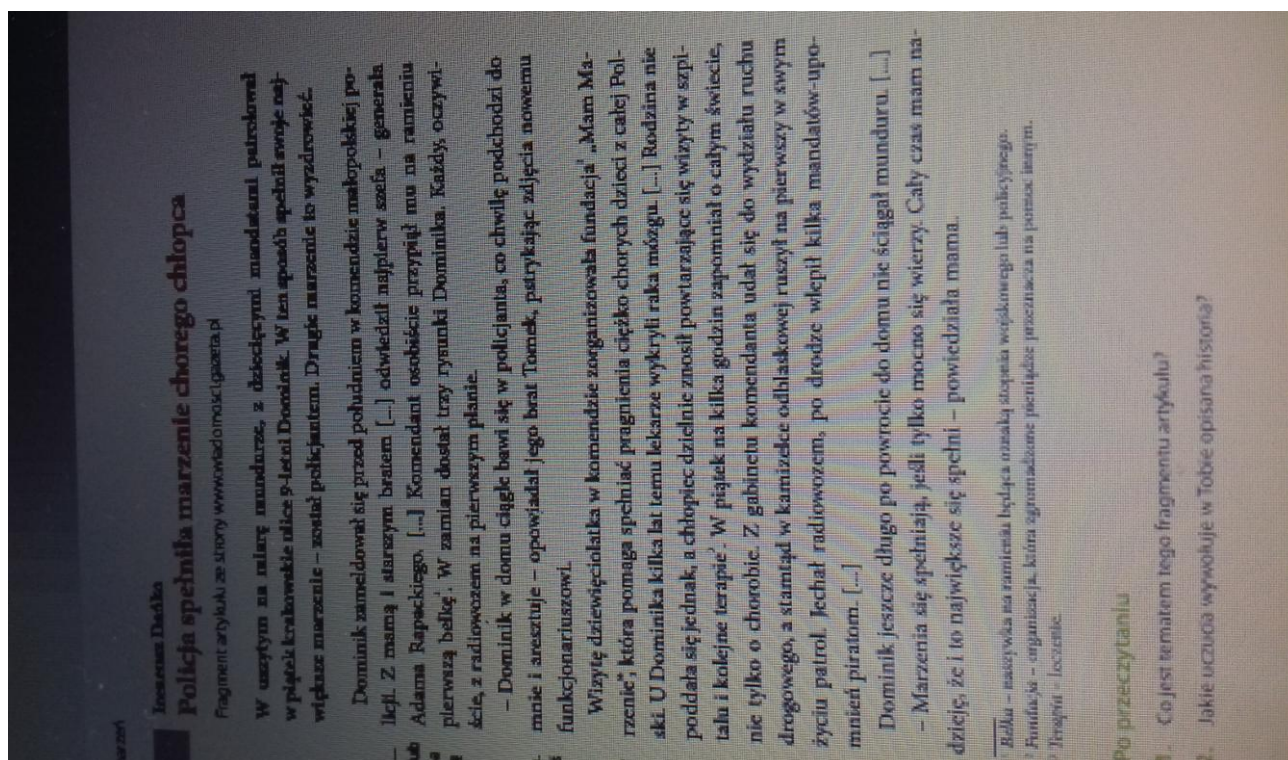 Ireneusz Dańko
Policja spełniła marzenie chorego chłopca
Fragment artykułu ze strony www.wiadomosci.gazeta.pl
W uszytym na miarę mundurze, z dziecięcymi mandatami patrolował
w piątek krakowskie ulice 9-letni Dominik. W ten sposób spełnił swoje naj-
większe marzenie – został policjantem. Drugie marzenie to wyzdrowieć.
Dominik zameldował się przed południem w komendzie małopolskiej po-
licji. Z mamą i starszym bratem [...] odwiedził najpierw szefa – generała
Adama Rapackiego. [...] Komendant osobiście przypiął mu na ramieniu
pierwszą belkę¹. W zamian dostał trzy rysunki Dominika. Każdy, oczywi-
ście, z radiowozem na pierwszym planie.
– Dominik w domu ciągle bawi się w policjanta, co chwilę podchodzi do
mnie i aresztuje – opowiadał jego brat Tomek, pstrykając zdjęcia nowemu
funkcjonariuszowi.
Wizytę dziewięciolatka w komendzie zorganizowała fundacja² „Mam Ma-
rzenie”, która pomaga spełniać pragnienia ciężko chorych dzieci z całej Pol-
ski. U Dominika kilka lat temu lekarze wykryli raka mózgu. [...] Rodzina nie
poddała się jednak, a chłopiec dzielnie znosił powtarzające się wizyty w szpi-
talu i kolejne terapie³. W piątek na kilka godzin zapomniał o całym świecie,
nie tylko o chorobie. Z gabinetu komendanta udał się do wydziału ruchu
drogowego, a stamtąd w kamizelce odblaskowej ruszył na pierwszy w swym
życiu patrol. Jechał radiowozem, po drodze wlepił kilka mandatów-upo-
mnień piratom. [...]
Dominik jeszcze długo po powrocie do domu nie ściągał munduru. [...]
– Marzenia się spełniają, jeśli tylko mocno się wierzy. Cały czas mam na-
dzieję, że i to największe się spełni – powiedziała mama.
¹ Belka – naszywka na ramieniu będąca oznaką stopnia wojskowego lub policyjnego.
² Fundacja – organizacja, która zgromadzone pieniądze przeznacza na pomoc innym.
³ Terapia – leczenie.
Po przeczytaniu
1. Co jest tematem tego fragmentu artykułu?
2. Jakie uczucia wywołuje w Tobie opisana historia?